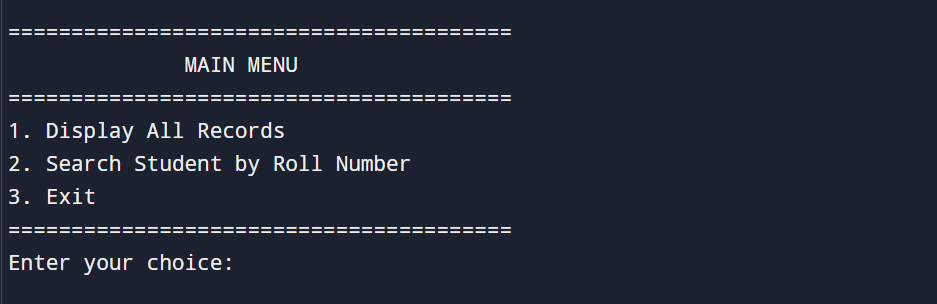 ========================================
              MAIN MENU
========================================
1. Display All Records
2. Search Student by Roll Number
3. Exit
========================================
Enter your choice: